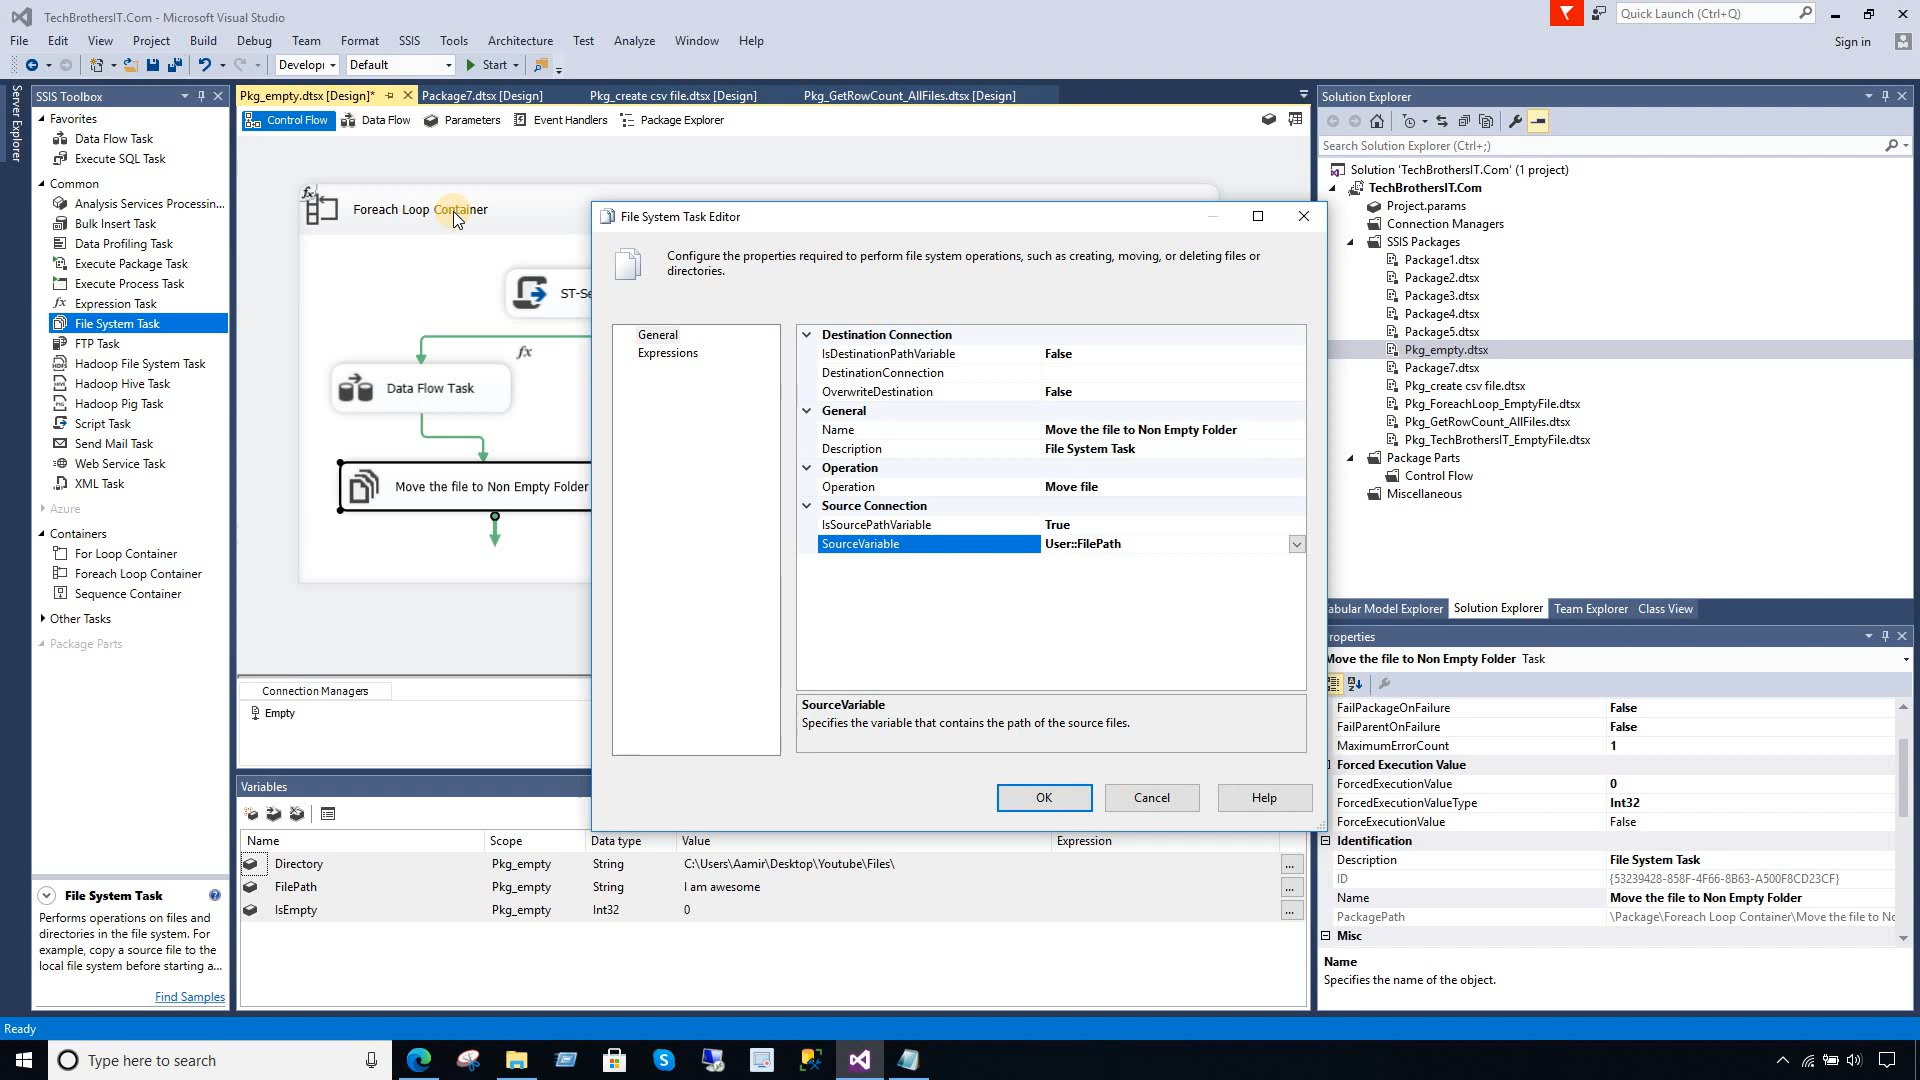 TechBrothersIT.Com - Microsoft Visual Studio
Quick Launch (Ctrl+Q)
File Edit View Project Build Debug Team Format SSIS Tools Architecture Test Analyze Window Help
Sign in
Developi Default Start
Server Explorer
SSIS Toolbox
Favorites
Data Flow Task
Execute SQL Task
Common
Analysis Services Processin...
Bulk Insert Task
Data Profiling Task
Execute Package Task
Execute Process Task
Expression Task
File System Task
FTP Task
Hadoop File System Task
Hadoop Hive Task
Hadoop Pig Task
Script Task
Send Mail Task
Web Service Task
XML Task
Azure
Containers
For Loop Container
Foreach Loop Container
Sequence Container
Other Tasks
Package Parts
File System Task
Performs operations on files and
directories in the file system. For
example, copy a source file to the
local file system before starting a...
Find Samples
Pkg_empty.dtsx [Design]* Package7.dtsx [Design] Pkg_create csv file.dtsx [Design] Pkg_GetRowCount_AllFiles.dtsx [Design]
Control Flow Data Flow Parameters Event Handlers Package Explorer
fx
Foreach Loop Container
ST-Se
fx
Data Flow Task
Move the file to Non Empty Folder
Connection Managers
Empty
File System Task Editor
Configure the properties required to perform file system operations, such as creating, moving, or deleting files or
directories.
General
Expressions
Destination Connection
IsDestinationPathVariable False
DestinationConnection
OverwriteDestination False
General
Name Move the file to Non Empty Folder
Description File System Task
Operation
Operation Move file
Source Connection
IsSourcePathVariable True
SourceVariable User::FilePath
SourceVariable
Specifies the variable that contains the path of the source files.
OK Cancel Help
Variables
Name Scope Data type Value Expression
Directory Pkg_empty String C:\Users\Aamir\Desktop\Youtube\Files\ ...
FilePath Pkg_empty String I am awesome ...
IsEmpty Pkg_empty Int32 0 ...
Solution Explorer
Search Solution Explorer (Ctrl+;)
Solution 'TechBrothersIT.Com' (1 project)
TechBrothersIT.Com
Project.params
Connection Managers
SSIS Packages
Package1.dtsx
Package2.dtsx
Package3.dtsx
Package4.dtsx
Package5.dtsx
Pkg_empty.dtsx
Package7.dtsx
Pkg_create csv file.dtsx
Pkg_ForeachLoop_EmptyFile.dtsx
Pkg_GetRowCount_AllFiles.dtsx
Pkg_TechBrothersIT_EmptyFile.dtsx
Package Parts
Control Flow
Miscellaneous
abular Model Explorer Solution Explorer Team Explorer Class View
roperties
Move the file to Non Empty Folder Task
FailPackageOnFailure False
FailParentOnFailure False
MaximumErrorCount 1
Forced Execution Value
ForcedExecutionValue 0
ForcedExecutionValueType Int32
ForceExecutionValue False
Identification
Description File System Task
ID {53239428-858F-4F66-8B63-A500F8CD23CF}
Name Move the file to Non Empty Folder
PackagePath \Package\Foreach Loop Container\Move the file to Nc
Misc
Name
Specifies the name of the object.
Ready
Type here to search